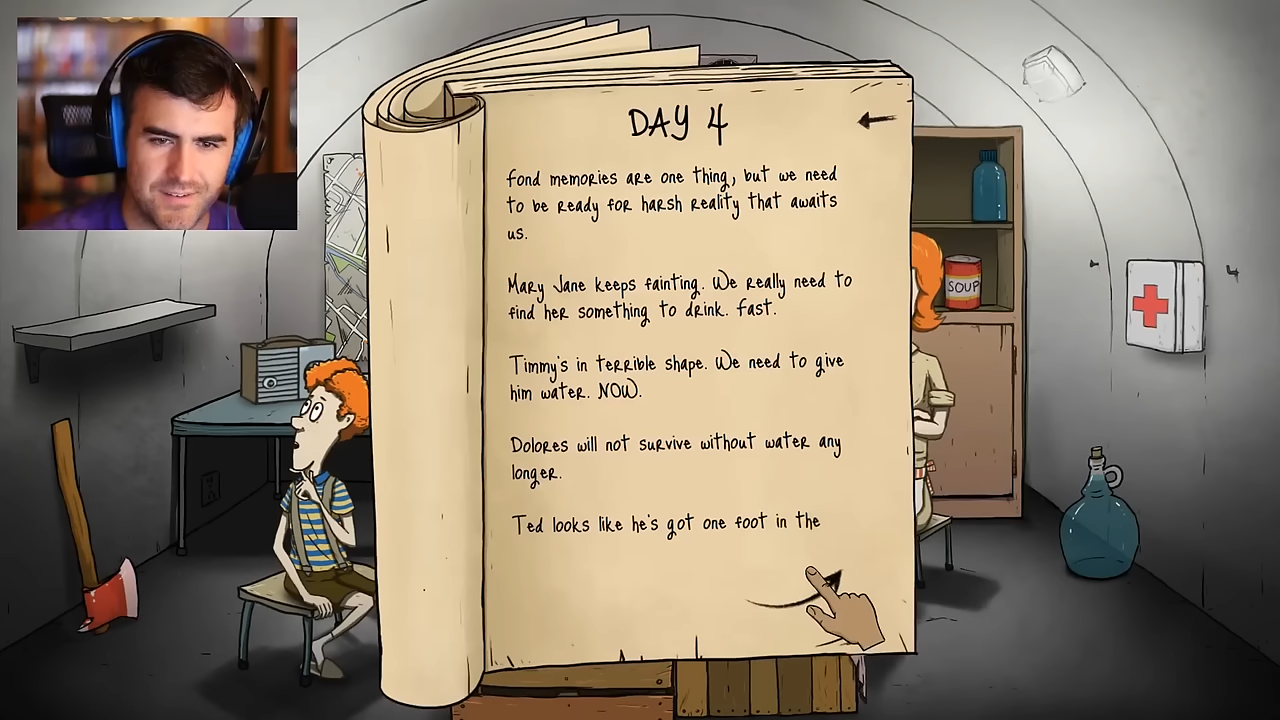 DAY 4
fond memories are one thing, but we need
to be ready for harsh reality that awaits
us.
Mary Jane keeps fainting. We really need to
find her something to drink. Fast.
Timmy's in terrible shape. We need to give
him water. NOW.
Dolores will not survive without water any
longer.
Ted looks like he's got one foot in the
SOUP